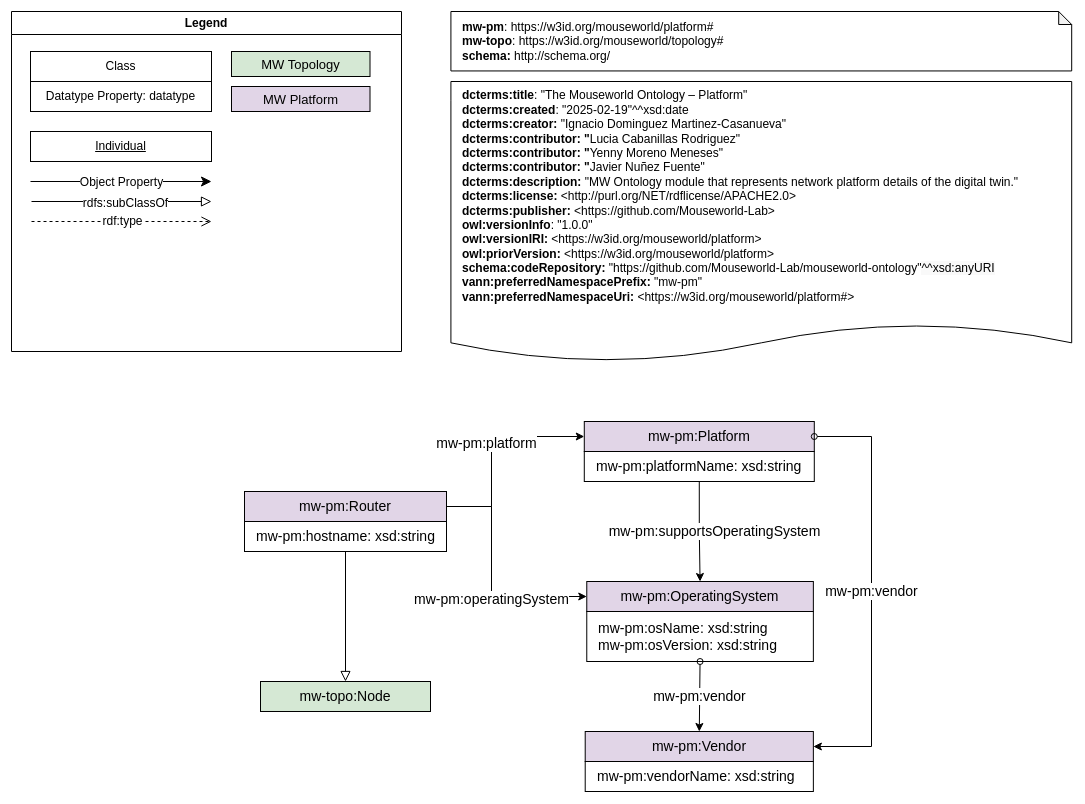 Legend
Class
Datatype Property: datatype
MW Topology
MW Platform
Individual
Object Property
rdfs:subClassOf
rdf:type
mw-pm: https://w3id.org/mouseworld/platform#
mw-topo: https://w3id.org/mouseworld/topology#
schema: http://schema.org/
dcterms:title: "The Mouseworld Ontology – Platform"
dcterms:created: "2025-02-19"^^xsd:date
dcterms:creator: "Ignacio Dominguez Martinez-Casanueva"
dcterms:contributor: "Lucia Cabanillas Rodriguez"
dcterms:contributor: "Yenny Moreno Meneses"
dcterms:contributor: "Javier Nuñez Fuente"
dcterms:description: "MW Ontology module that represents network platform details of the digital twin."
dcterms:license: <http://purl.org/NET/rdflicense/APACHE2.0>
dcterms:publisher: <https://github.com/Mouseworld-Lab>
owl:versionInfo: "1.0.0"
owl:versionIRI: <https://w3id.org/mouseworld/platform>
owl:priorVersion: <https://w3id.org/mouseworld/platform>
schema:codeRepository: "https://github.com/Mouseworld-Lab/mouseworld-ontology"^^xsd:anyURI
vann:preferredNamespacePrefix: "mw-pm"
vann:preferredNamespaceUri: <https://w3id.org/mouseworld/platform#>
mw-pm:platform
mw-pm:Platform
mw-pm:platformName: xsd:string
mw-pm:Router
mw-pm:hostname: xsd:string
mw-pm:supportsOperatingSystem
mw-pm:operatingSystem
mw-pm:OperatingSystem
mw-pm:osName: xsd:string
mw-pm:osVersion: xsd:string
mw-pm:vendor
mw-topo:Node
mw-pm:vendor
mw-pm:Vendor
mw-pm:vendorName: xsd:string